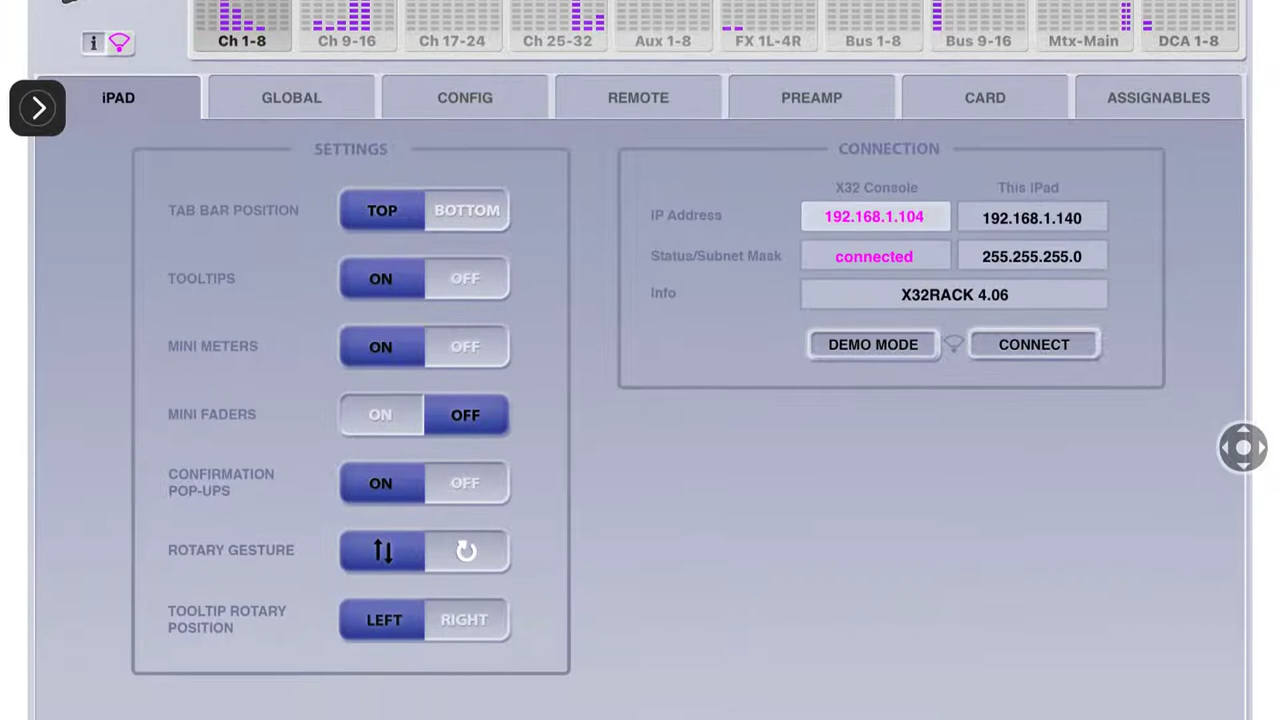 i
Ch 1-8
Ch 9-16
Ch 17-24
Ch 25-32
Aux 1-8
FX 1L-4R
Bus 1-8
Bus 9-16
Mtx-Main
DCA 1-8
iPAD
GLOBAL
CONFIG
REMOTE
PREAMP
CARD
ASSIGNABLES
SETTINGS
TAB BAR POSITION
TOP
BOTTOM
TOOLTIPS
ON
OFF
MINI METERS
ON
OFF
MINI FADERS
ON
OFF
CONFIRMATION
POP-UPS
ON
OFF
ROTARY GESTURE
TOOLTIP ROTARY
POSITION
LEFT
RIGHT
CONNECTION
X32 Console
This iPad
IP Address
192.168.1.104
192.168.1.140
Status/Subnet Mask
connected
255.255.255.0
Info
X32RACK 4.06
DEMO MODE
CONNECT